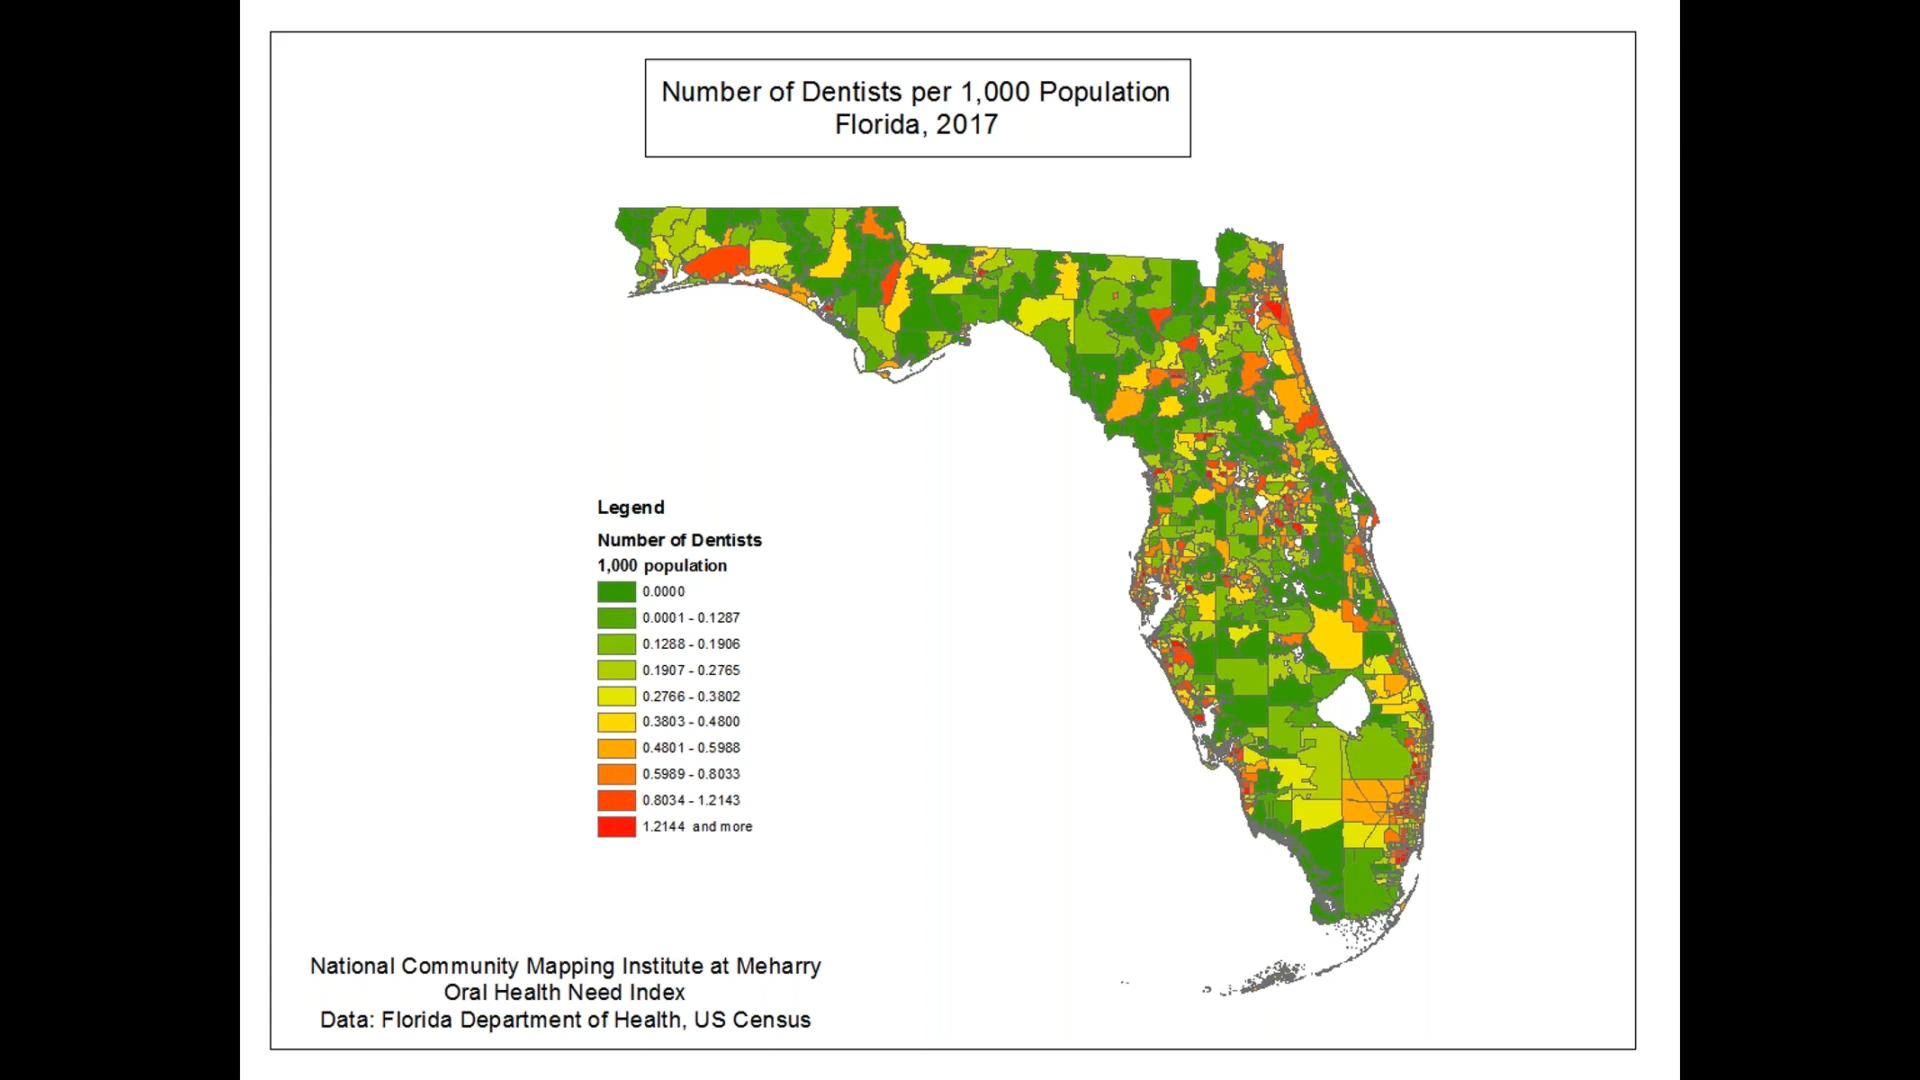 Number of Dentists per 1,000 Population
Florida, 2017
Legend
Number of Dentists
1,000 population
0.0000
0.0001 - 0.1287
0.1288 - 0.1906
0.1907 - 0.2765
0.2766 - 0.3802
0.3803 - 0.4800
0.4801 - 0.5988
0.5989 - 0.8033
0.8034 - 1.2143
1.2144 and more
National Community Mapping Institute at Meharry
Oral Health Need Index
Data: Florida Department of Health, US Census